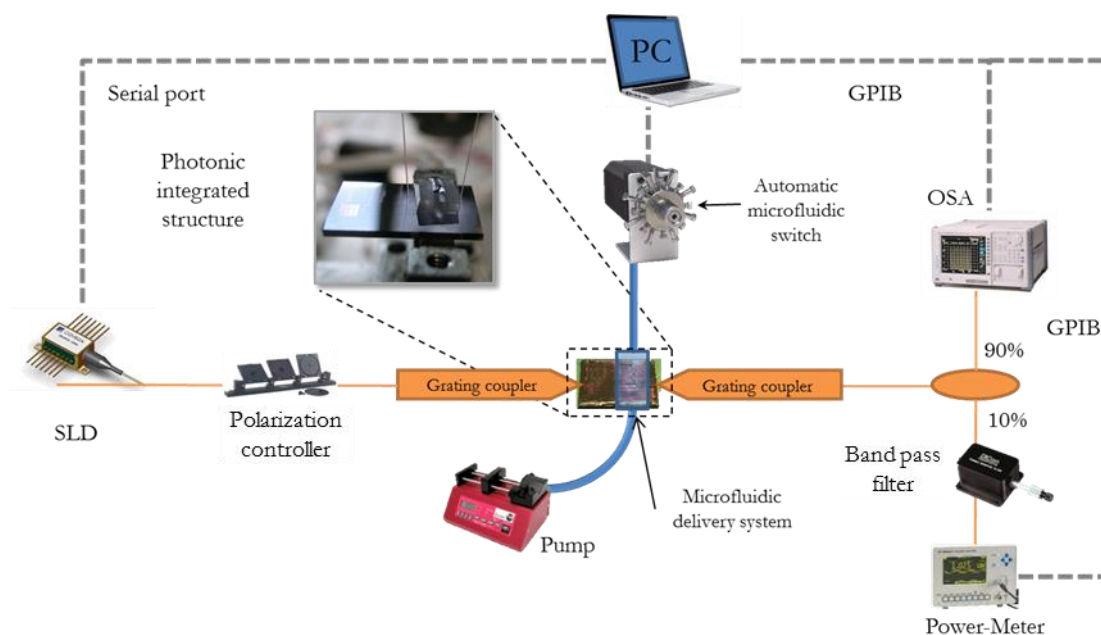 PC
Serial port
GPIB
Photonic
integrated
structure
Automatic
microfluidic
switch
OSA
GPIB
90%
Grating coupler
Grating coupler
10%
SLD
Polarization
controller
Band pass
filter
Microfluidic
delivery system
Pump
Power-Meter